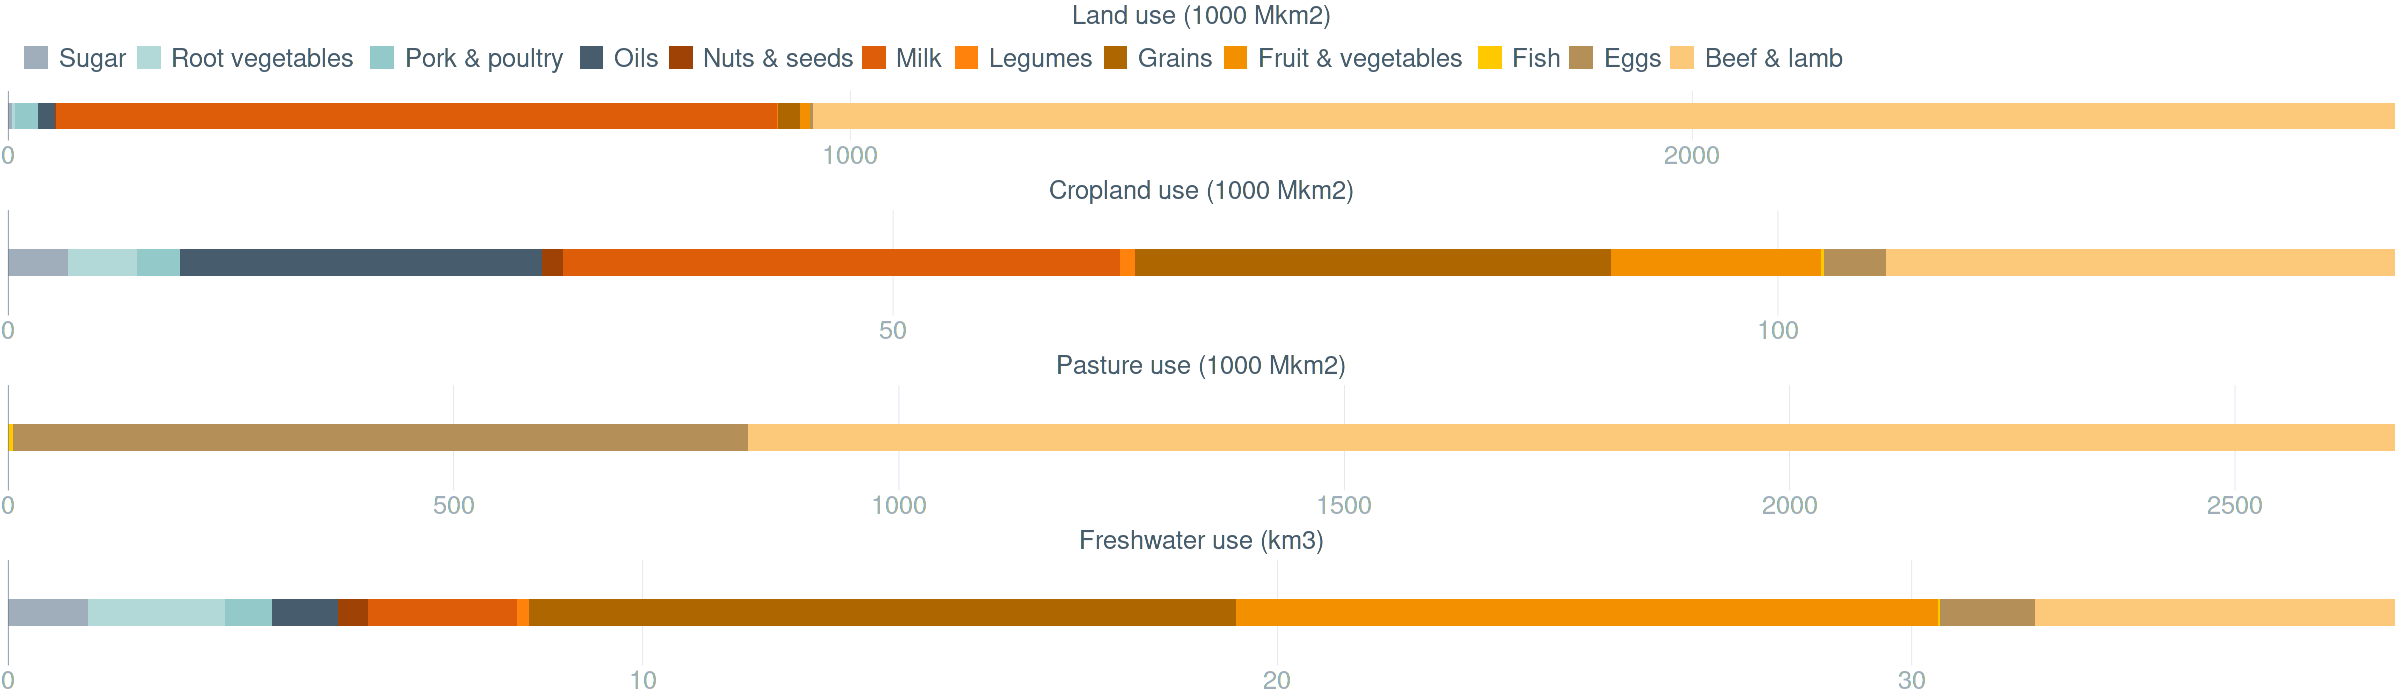 Land use (1000 Mkm2)
Sugar Root vegetables Pork & poultry Oils Nuts & seeds Milk Legumes Grains Fruit & vegetables Fish Eggs Beef & lamb
0 1000 2000
Cropland use (1000 Mkm2)
0 50 100
Pasture use (1000 Mkm2)
0 500 1000 1500 2000 2500
Freshwater use (km3)
0 10 20 30